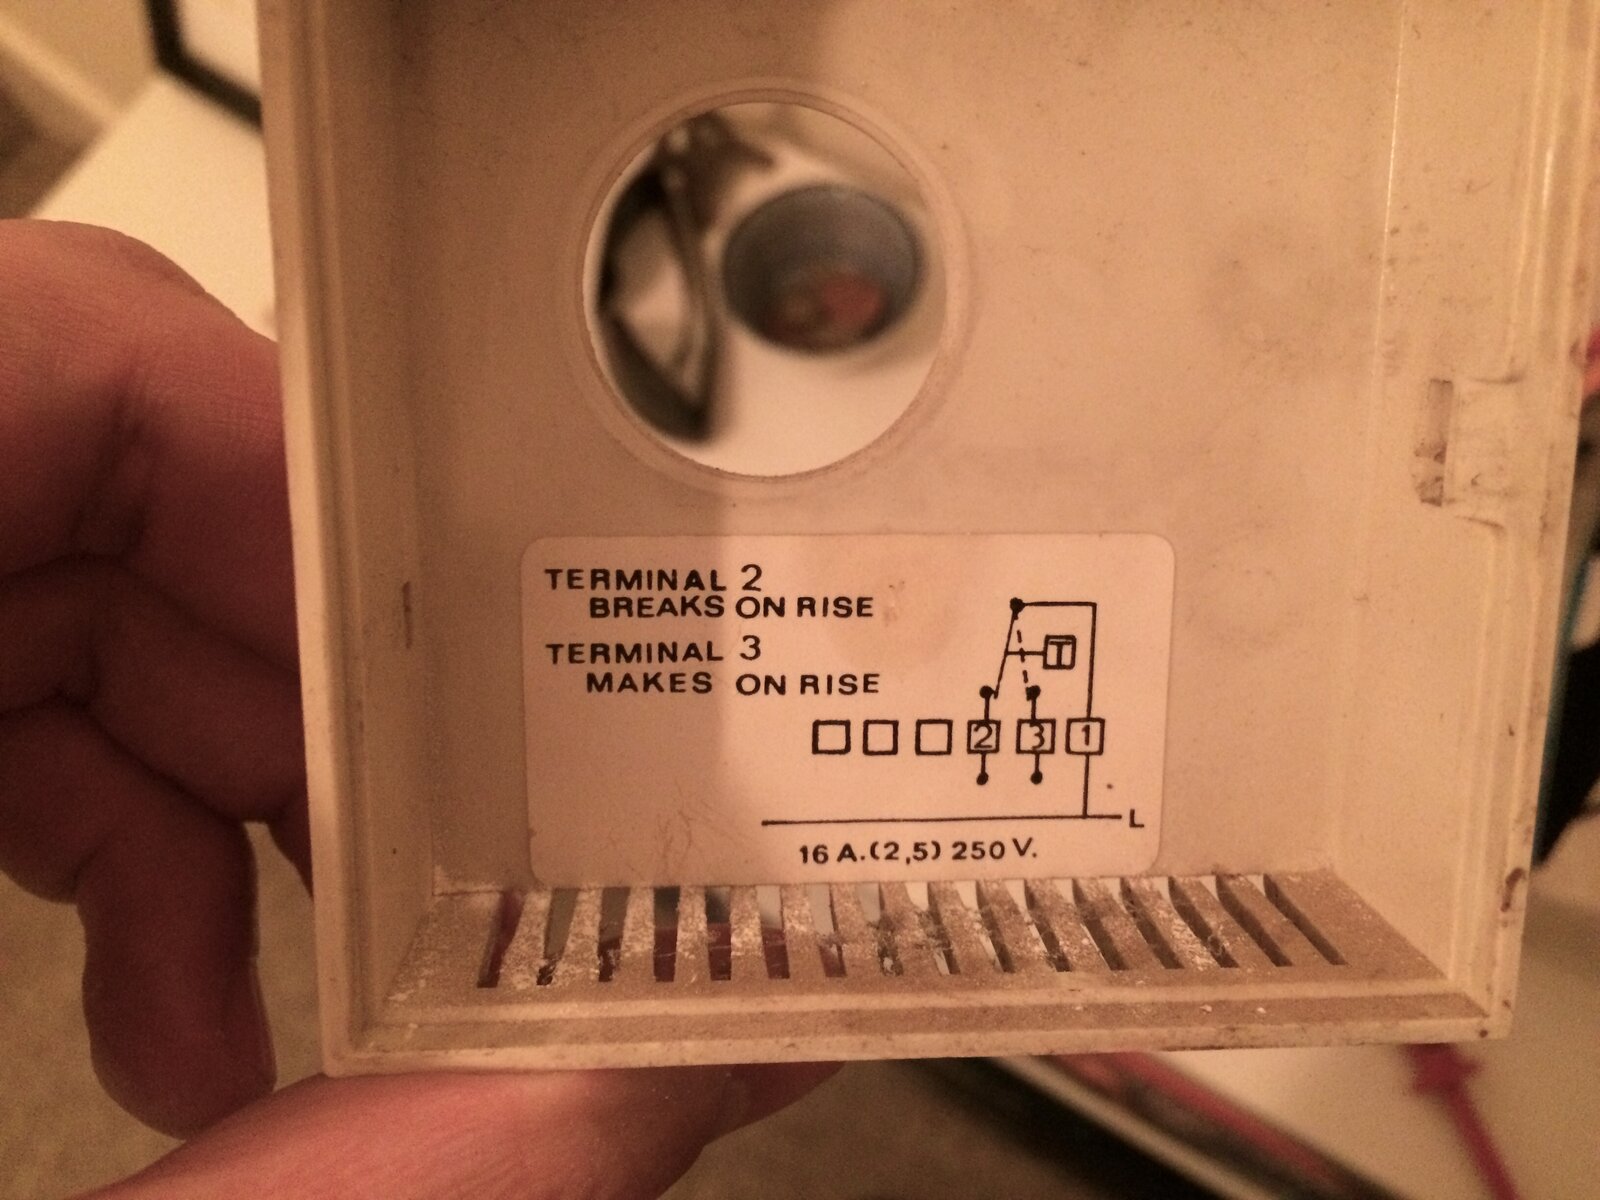 TERMINAL 2
BREAKS ON RISE
TERMINAL 3
MAKES ON RISE
T
2 3 1
L
16 A.(2,5) 250 V.